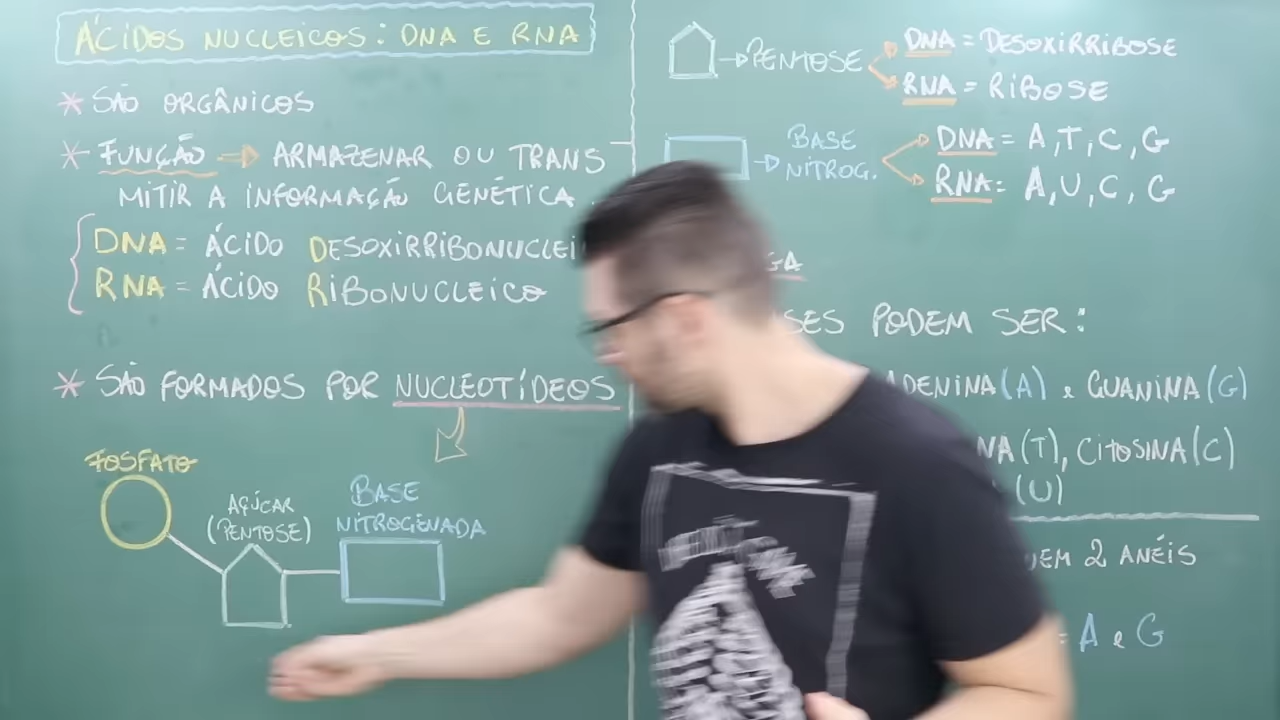 ÁCIDOS NUCLEICOS: DNA E RNA
* SÃO ORGÂNICOS
* FUNÇÃO → ARMAZENAR OU TRANS-
MITIR A INFORMAÇÃO GENÉTICA.
DNA = ÁCIDO DESOXIRRIBONUCLEI
RNA = ÁCIDO RIBONUCLEICO
* SÃO FORMADOS POR NUCLEOTÍDEOS
FOSFATO
AÇÚCAR
(PENTOSE)
BASE
NITROGENADA
→ PENTOSE
DNA = DESOXIRRIBOSE
RNA = RIBOSE
→ BASE
NITROG.
DNA = A, T, C, G
RNA = A, U, C, G
GA
SES PODEM SER:
ADENINA (A) e GUANINA (G)
NA (T), CITOSINA (C)
(U)
UEM 2 ANÉIS
= A e G